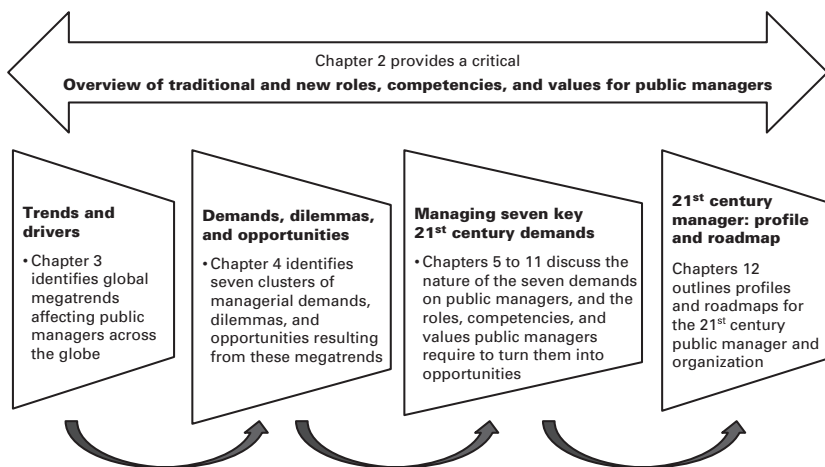 Chapter 2 provides a critical
Overview of traditional and new roles, competencies, and values for public managers
Trends and
drivers
• Chapter 3
identifies global
megatrends
affecting public
managers across
the globe
Demands, dilemmas,
and opportunities
• Chapter 4 identifies
seven clusters of
managerial demands,
dilemmas, and
opportunities resulting
from these megatrends
Managing seven key
21st century demands
• Chapters 5 to 11 discuss the
nature of the seven demands
on public managers, and the
roles, competencies, and
values public managers
require to turn them into
opportunities
21st century
manager: profile
and roadmap
Chapters 12
outlines profiles
and roadmaps for
the 21st century
public manager and
organization